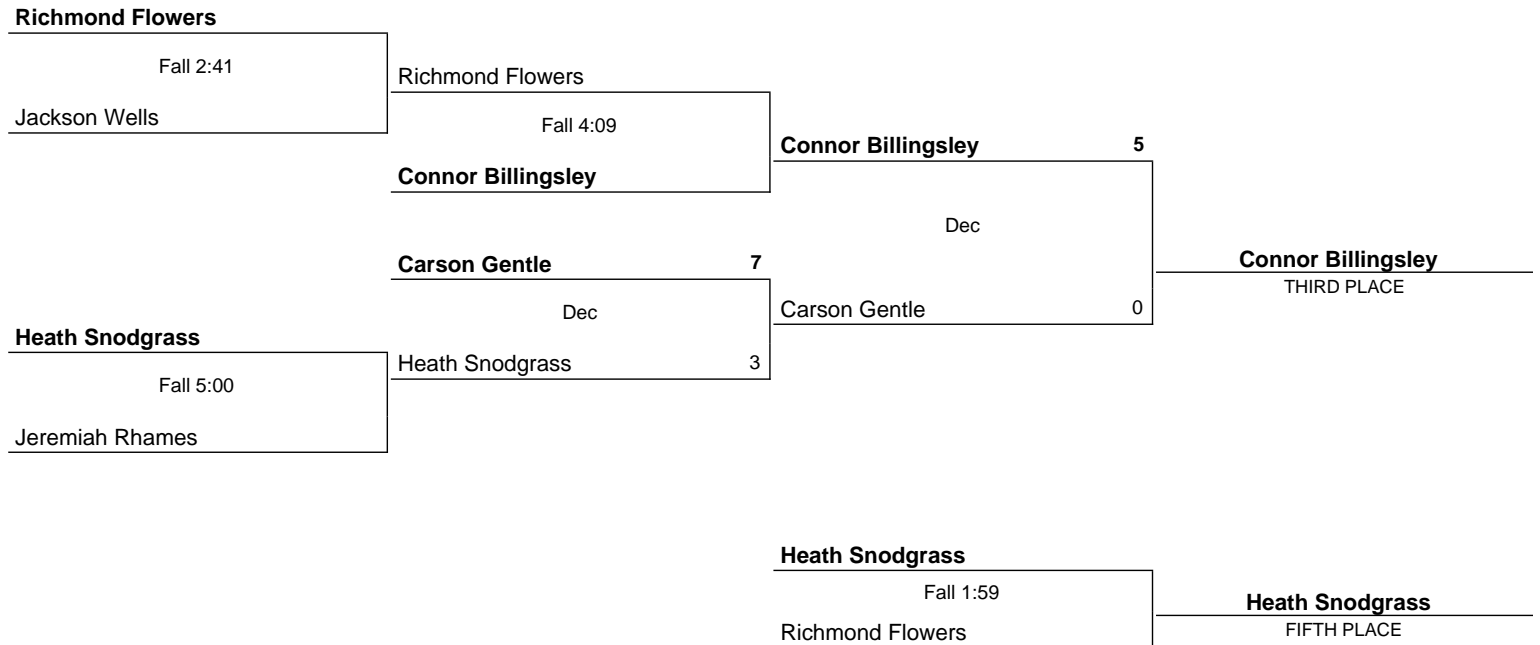 Richmond Flowers
Fall 2:41
Jackson Wells
Richmond Flowers
Fall 4:09
Connor Billingsley
Connor Billingsley 5
Dec
Carson Gentle 0
Connor Billingsley
THIRD PLACE
Carson Gentle 7
Dec
Heath Snodgrass 3
Heath Snodgrass
Fall 5:00
Jeremiah Rhames
Heath Snodgrass
Fall 1:59
Richmond Flowers
Heath Snodgrass
FIFTH PLACE